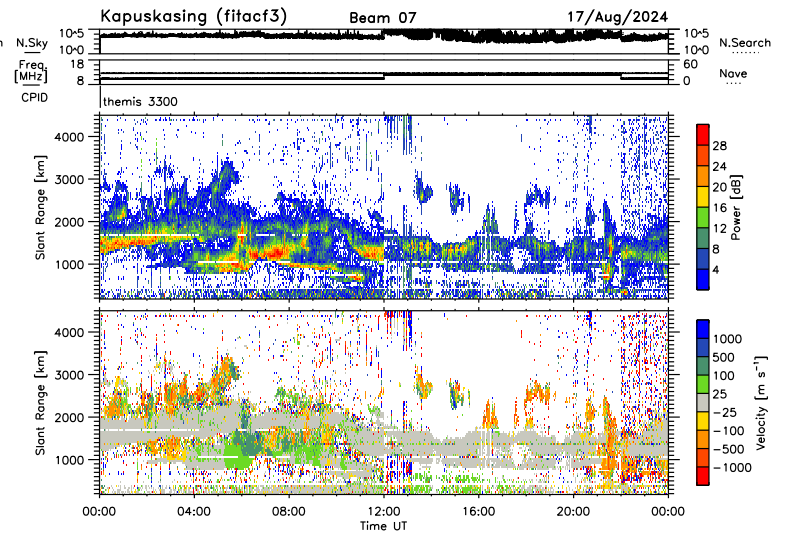 Kapuskasing (fitacf3) Beam 07 17/Aug/2024
n N.Sky 10^5 10^0 10^5 10^0 N.Search
Freq. [MHz] 18 8 60 0 Nave
CPID themis 3300
Slant Range [km] 4000 3000 2000 1000
Power [dB] 28 24 20 16 12 8 4
Slant Range [km] 4000 3000 2000 1000
Velocity [m s⁻¹] 1000 500 100 25 −25 −100 −500 −1000
00:00 04:00 08:00 12:00 16:00 20:00 00:00
Time UT